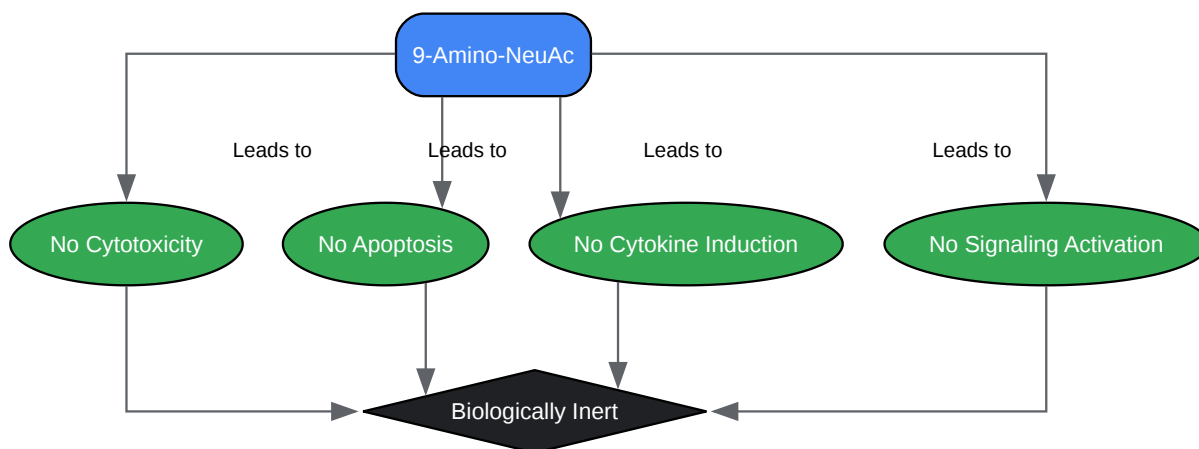 9-Amino-NeuAc
Leads to
Leads to
Leads to
Leads to
No Cytotoxicity
No Apoptosis
No Cytokine Induction
No Signaling Activation
Biologically Inert